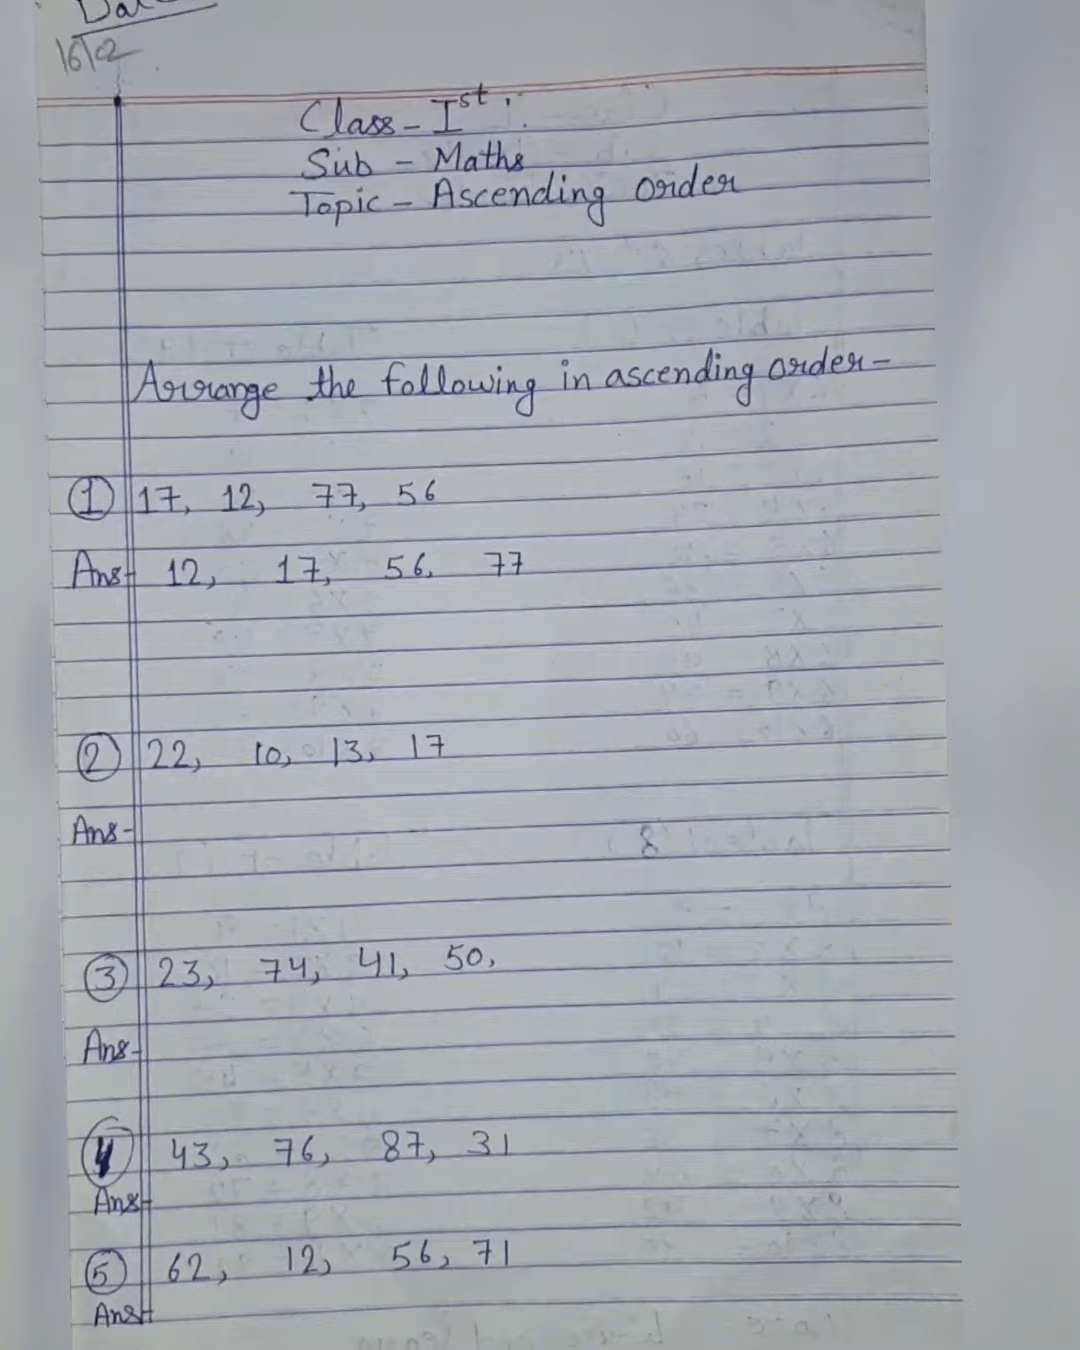 16/02
Class - Ist.
Sub - Maths
Topic - Ascending order
Arrange the following in ascending order -
① 17, 12, 77, 56
Ans- 12, 17, 56, 77
② 22, 10, 13, 17
Ans-
③ 23, 74, 41, 50,
Ans-
④ 43, 76, 87, 31
Ans-
⑤ 62, 12, 56, 71
Ans-